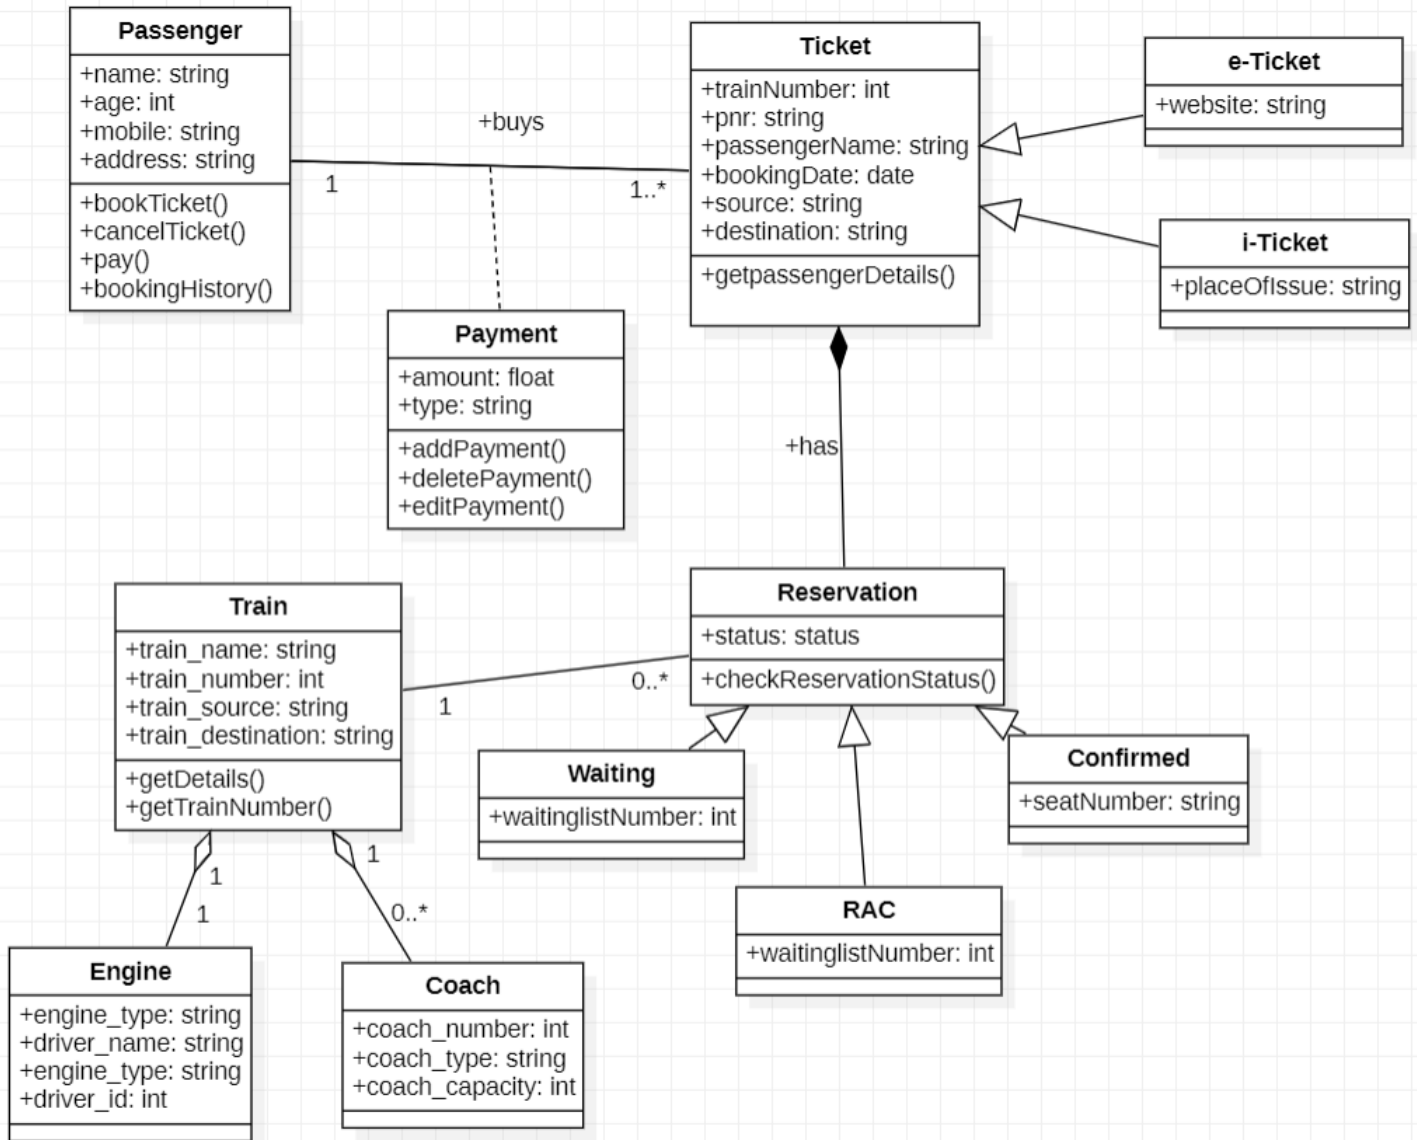 Passenger
+name: string
+age: int
+mobile: string
+address: string
+bookTicket()
+cancelTicket()
+pay()
+bookingHistory()
+buys
1
1..*
Ticket
+trainNumber: int
+pnr: string
+passengerName: string
+bookingDate: date
+source: string
+destination: string
+getpassengerDetails()
e-Ticket
+website: string
i-Ticket
+placeOfIssue: string
Payment
+amount: float
+type: string
+addPayment()
+deletePayment()
+editPayment()
+has
Train
+train_name: string
+train_number: int
+train_source: string
+train_destination: string
+getDetails()
+getTrainNumber()
1
0..*
Reservation
+status: status
+checkReservationStatus()
Waiting
+waitinglistNumber: int
Confirmed
+seatNumber: string
RAC
+waitinglistNumber: int
1
1
1
0..*
Engine
+engine_type: string
+driver_name: string
+engine_type: string
+driver_id: int
Coach
+coach_number: int
+coach_type: string
+coach_capacity: int